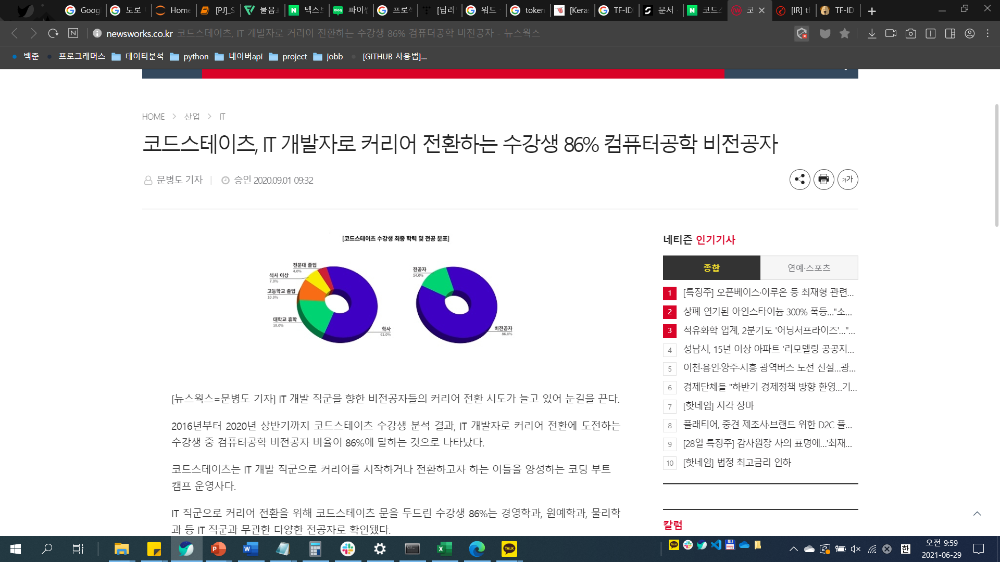 Goog
도로
Home
[PJ]_S
물음표
텍스트
파이썬
프로젝
[딥러
워드
token
[Keras
TF-ID
문서
코드스
코
[IR] tf
TF-ID
newsworks.co.kr 코드스테이츠, IT 개발자로 커리어 전환하는 수강생 86% 컴퓨터공학 비전공자 - 뉴스웍스
백준
프로그래머스
데이터분석
python
네이버api
project
jobb
[GITHUB 사용법]...
HOME > 산업 > IT
코드스테이츠, IT 개발자로 커리어 전환하는 수강생 86% 컴퓨터공학 비전공자
문병도 기자 | 승인 2020.09.01 09:32
가가
[코드스테이츠 수강생 최종 학력 및 전공 분포]
전문대 졸업
4.0%
석사 이상
7.0%
고등학교 졸업
10.0%
대학교 휴학
18.0%
학사
61.0%
전공자
14.0%
비전공자
86.0%
[뉴스웍스=문병도 기자] IT 개발 직군을 향한 비전공자들의 커리어 전환 시도가 늘고 있어 눈길을 끈다.
2016년부터 2020년 상반기까지 코드스테이츠 수강생 분석 결과, IT 개발자로 커리어 전환에 도전하는
수강생 중 컴퓨터공학 비전공자 비율이 86%에 달하는 것으로 나타났다.
코드스테이츠는 IT 개발 직군으로 커리어를 시작하거나 전환하고자 하는 이들을 양성하는 코딩 부트
캠프 운영사다.
IT 직군으로 커리어 전환을 위해 코드스테이츠 문을 두드린 수강생 86%는 경영학과, 원예학과, 물리학
과 등 IT 직군과 무관한 다양한 전공자로 확인됐다.
네티즌 인기기사
종합
연예·스포츠
1 [특징주] 오픈베이스·이루온 등 최재형 관련...
2 상폐 연기된 아인스타이늄 300% 폭등..."소...
3 석유화학 업계, 2분기도 '어닝서프라이즈'..."...
4 성남시, 15년 이상 아파트 '리모델링 공공지...
5 이천·용인·양주·시흥 광역버스 노선 신설...광...
6 경제단체들 "하반기 경제정책 방향 환영...기...
7 [핫네임] 지각 장마
8 플래티어, 중견 제조사·브랜드 위한 D2C 플...
9 [28일 특징주] 감사원장 사의 표명에...'최재...
10 [핫네임] 법정 최고금리 인하
칼럼
TALK
한
오전 9:59
2021-06-29